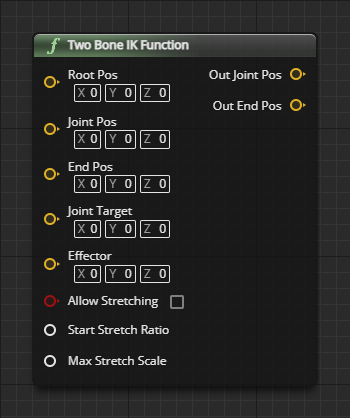 f Two Bone IK Function
Root Pos
Out Joint Pos
X 0 Y 0 Z 0
Out End Pos
Joint Pos
X 0 Y 0 Z 0
End Pos
X 0 Y 0 Z 0
Joint Target
X 0 Y 0 Z 0
Effector
X 0 Y 0 Z 0
Allow Stretching
Start Stretch Ratio
Max Stretch Scale